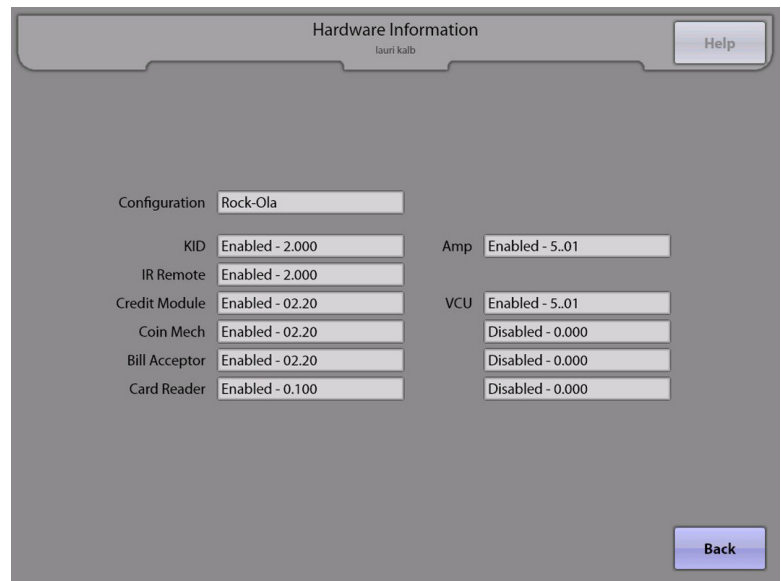 Hardware Information
lauri kalb
Help
Configuration Rock-Ola
KID Enabled - 2.000 Amp Enabled - 5..01
IR Remote Enabled - 2.000
Credit Module Enabled - 02.20 VCU Enabled - 5..01
Coin Mech Enabled - 02.20 Disabled - 0.000
Bill Acceptor Enabled - 02.20 Disabled - 0.000
Card Reader Enabled - 0.100 Disabled - 0.000
Back